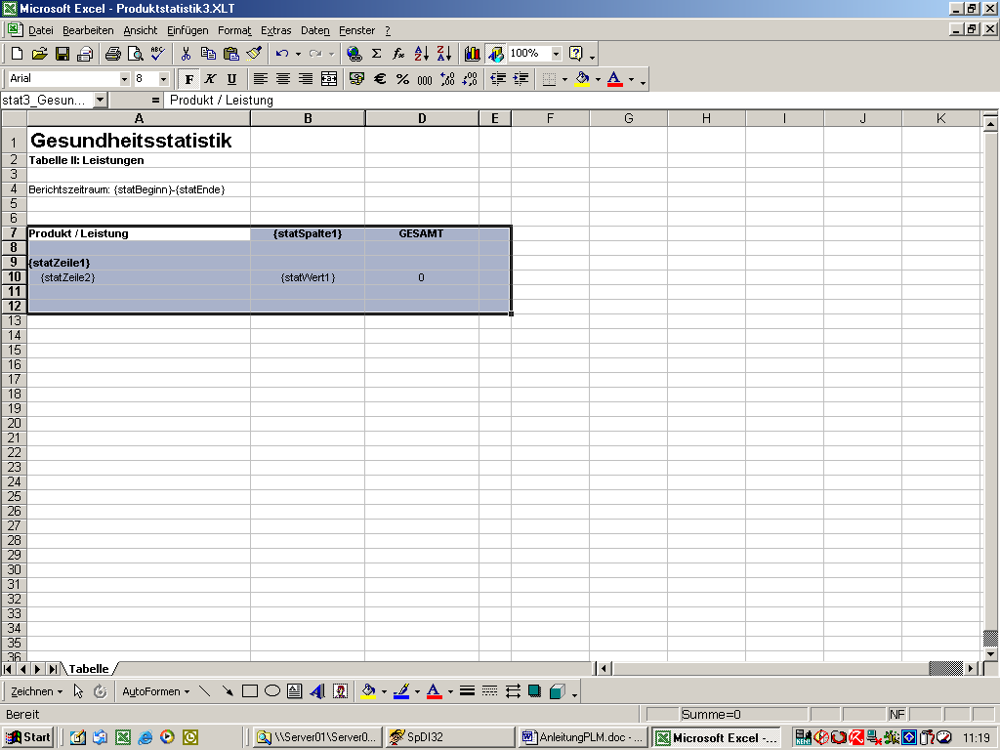 Microsoft Excel - Produktstatistik3.XLT
Datei Bearbeiten Ansicht Einfügen Format Extras Daten Fenster ?
100%
Arial 8 F K U € % 000
stat3_Gesun... = Produkt / Leistung
A B C D E F G H I J K
1 Gesundheitsstatistik
2 Tabelle II: Leistungen
3
4 Berichtszeitraum: {statBeginn}-{statEnde}
5
6
7 Produkt / Leistung {statSpalte1} GESAMT
8
9 {statZeile1}
10 {statZeile2} {statWert1} 0
11
12
13
14
15
16
17
18
19
20
21
22
23
24
25
26
27
28
29
30
31
32
33
34
35
36
Tabelle
Zeichnen AutoFormen
Bereit Summe=0 NF
Start \\Server01\Server0... SpDI32 AnleitungPLM.doc - ... Microsoft Excel -... 11:19